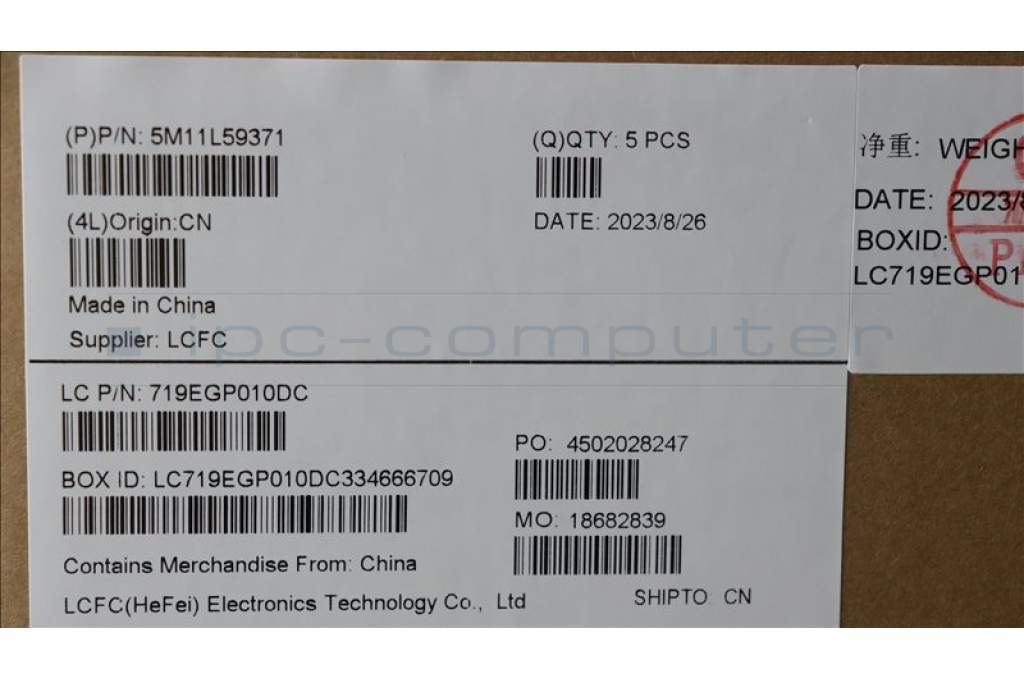 (P)P/N: 5M11L59371
(Q)QTY: 5 PCS
(4L)Origin:CN
DATE: 2023/8/26
Made in China
Supplier: LCFC
ipc-computer
LC P/N: 719EGP010DC
PO: 4502028247
BOX ID: LC719EGP010DC334666709
MO: 18682839
Contains Merchandise From: China
LCFC(HeFei) Electronics Technology Co., Ltd
SHIPTO: CN
净重: WEIGH
DATE: 2023/8
BOXID:
LC719EGP01